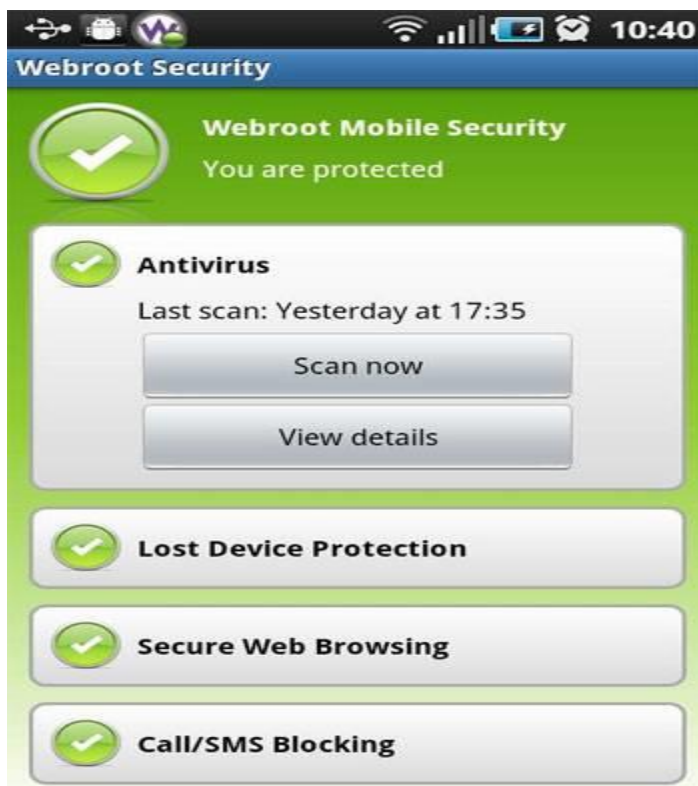 10:40
Webroot Security
Webroot Mobile Security
You are protected
Antivirus
Last scan: Yesterday at 17:35
Scan now
View details
Lost Device Protection
Secure Web Browsing
Call/SMS Blocking